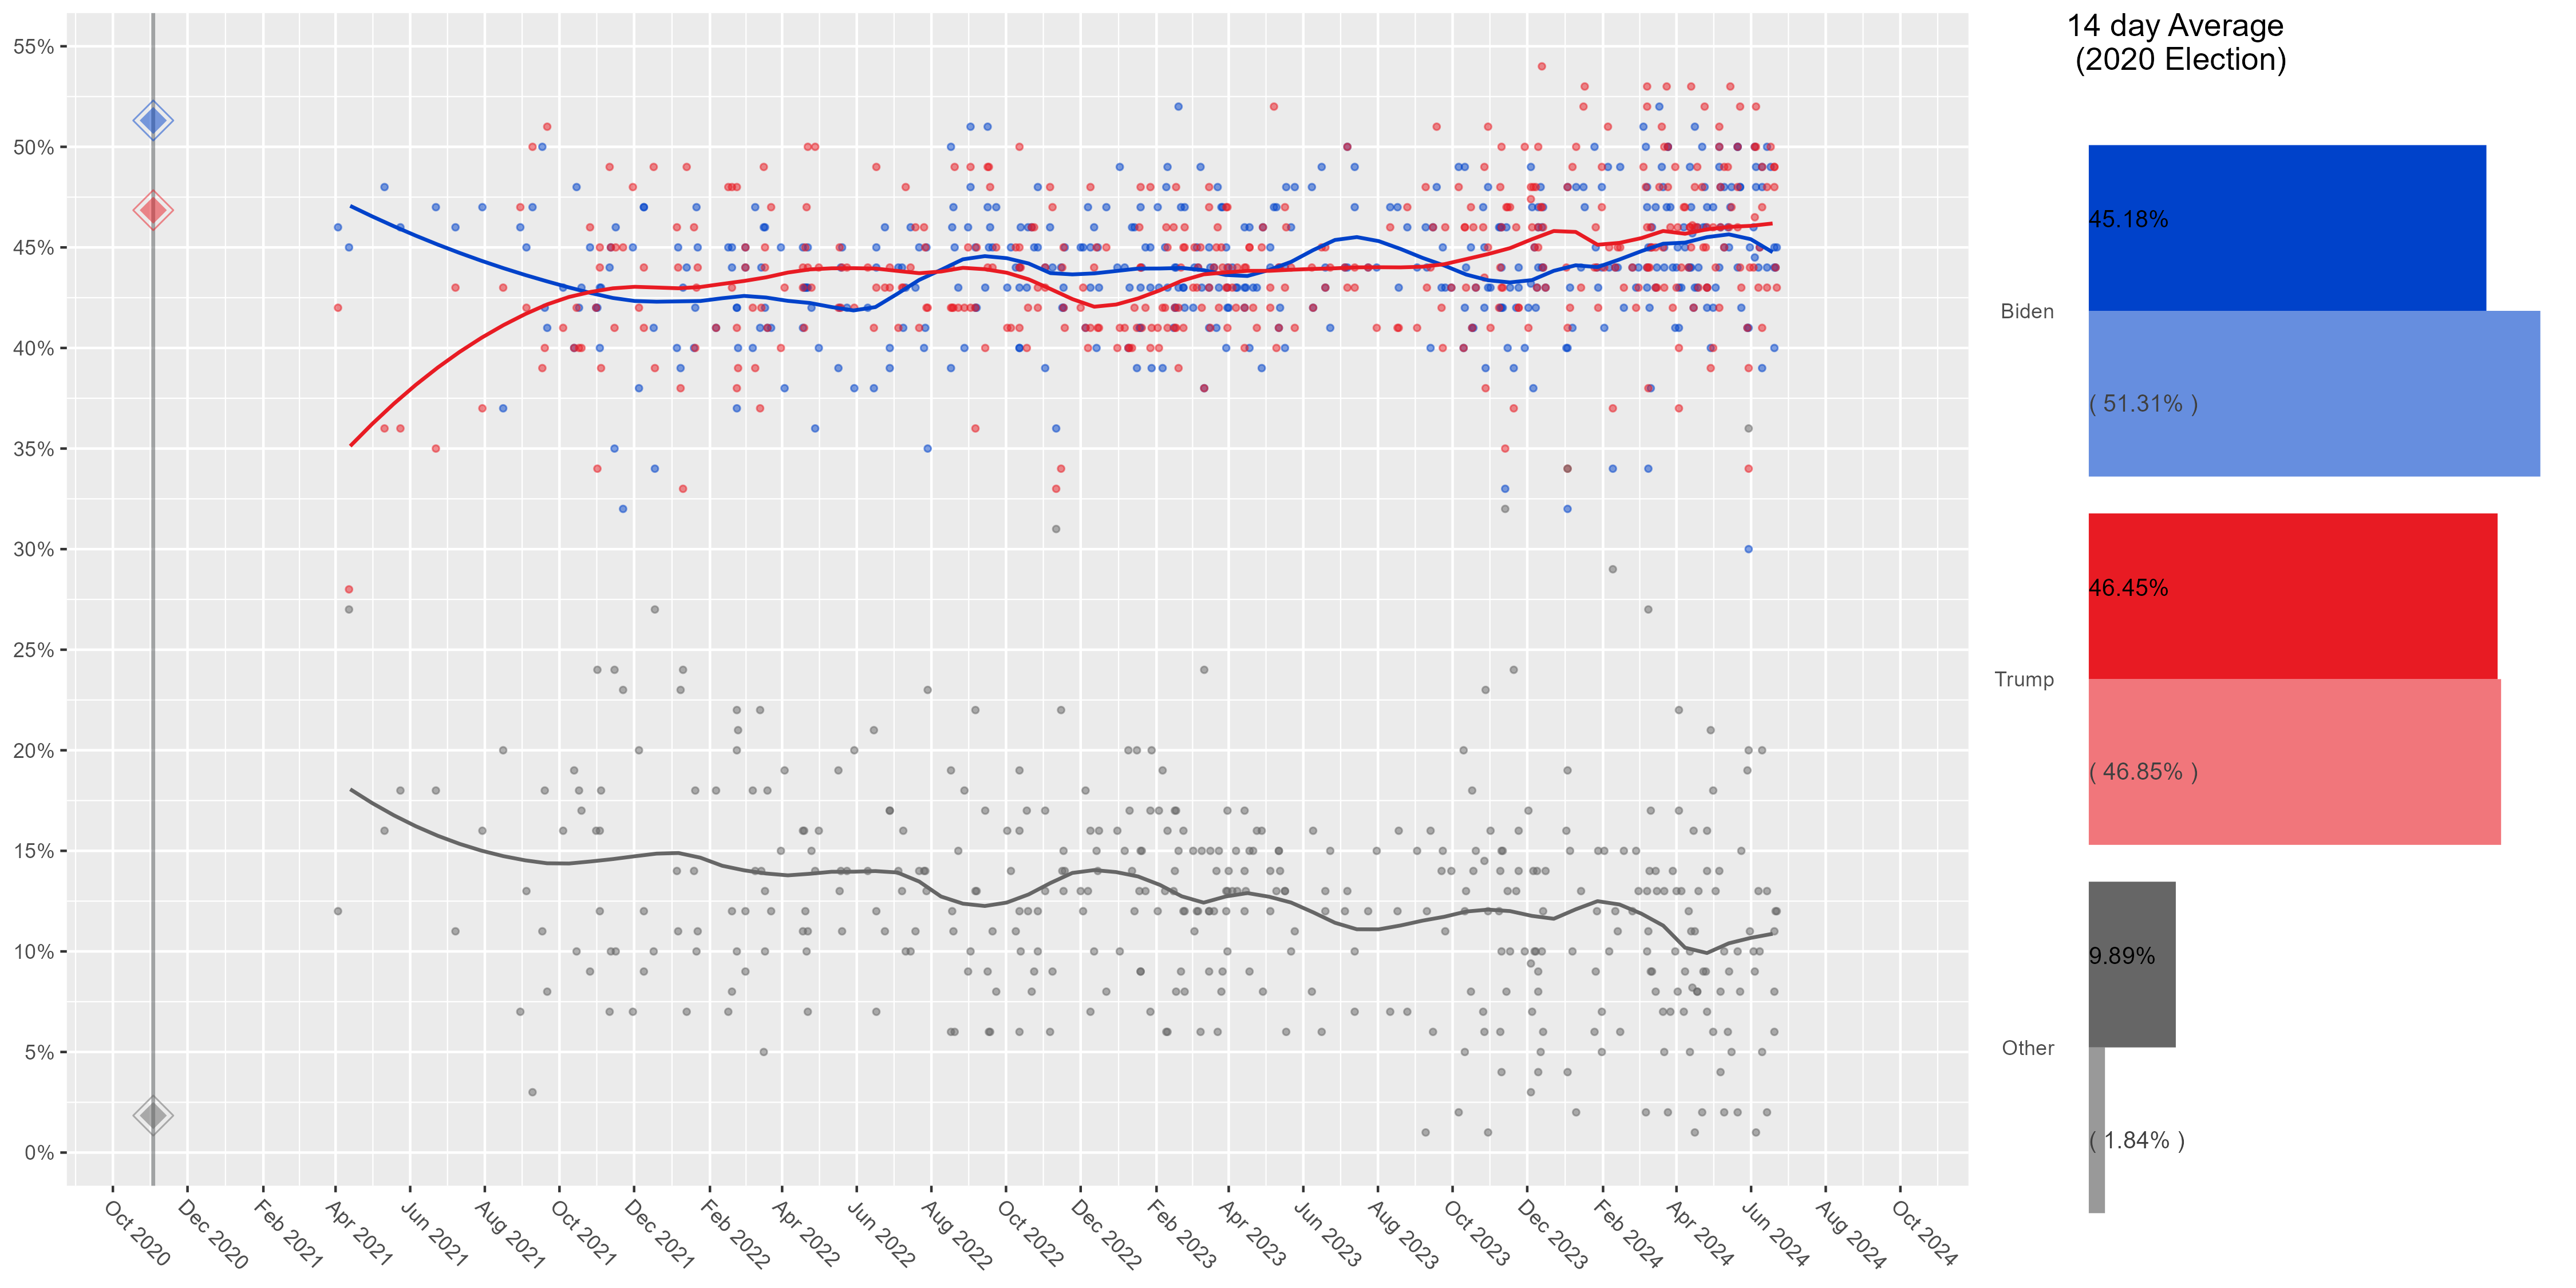 14 day Average
(2020 Election)
55%
50%
45%
40%
35%
30%
25%
20%
15%
10%
5%
0%
Oct 2020
Dec 2020
Feb 2021
Apr 2021
Jun 2021
Aug 2021
Oct 2021
Dec 2021
Feb 2022
Apr 2022
Jun 2022
Aug 2022
Oct 2022
Dec 2022
Feb 2023
Apr 2023
Jun 2023
Aug 2023
Oct 2023
Dec 2023
Feb 2024
Apr 2024
Jun 2024
Aug 2024
Oct 2024
45.18%
Biden
( 51.31% )
46.45%
Trump
( 46.85% )
9.89%
Other
( 1.84% )